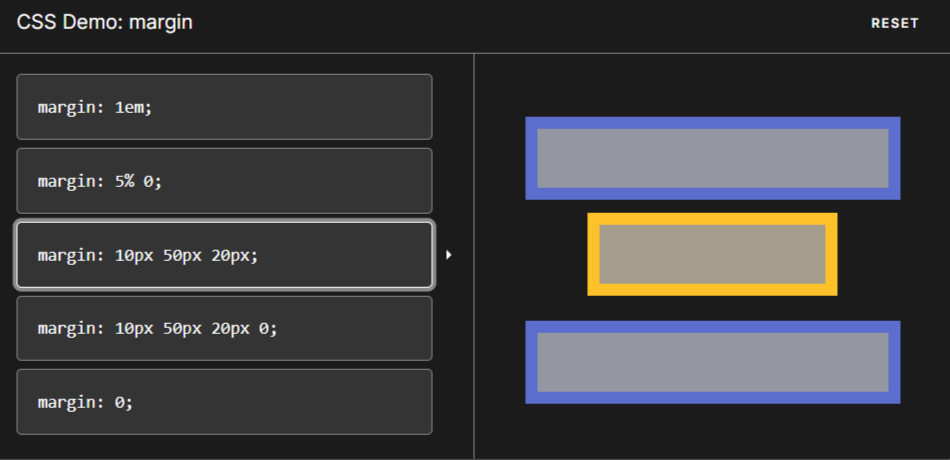 CSS Demo: margin
RESET
margin: 1em;
margin: 5% 0;
margin: 10px 50px 20px;
margin: 10px 50px 20px 0;
margin: 0;